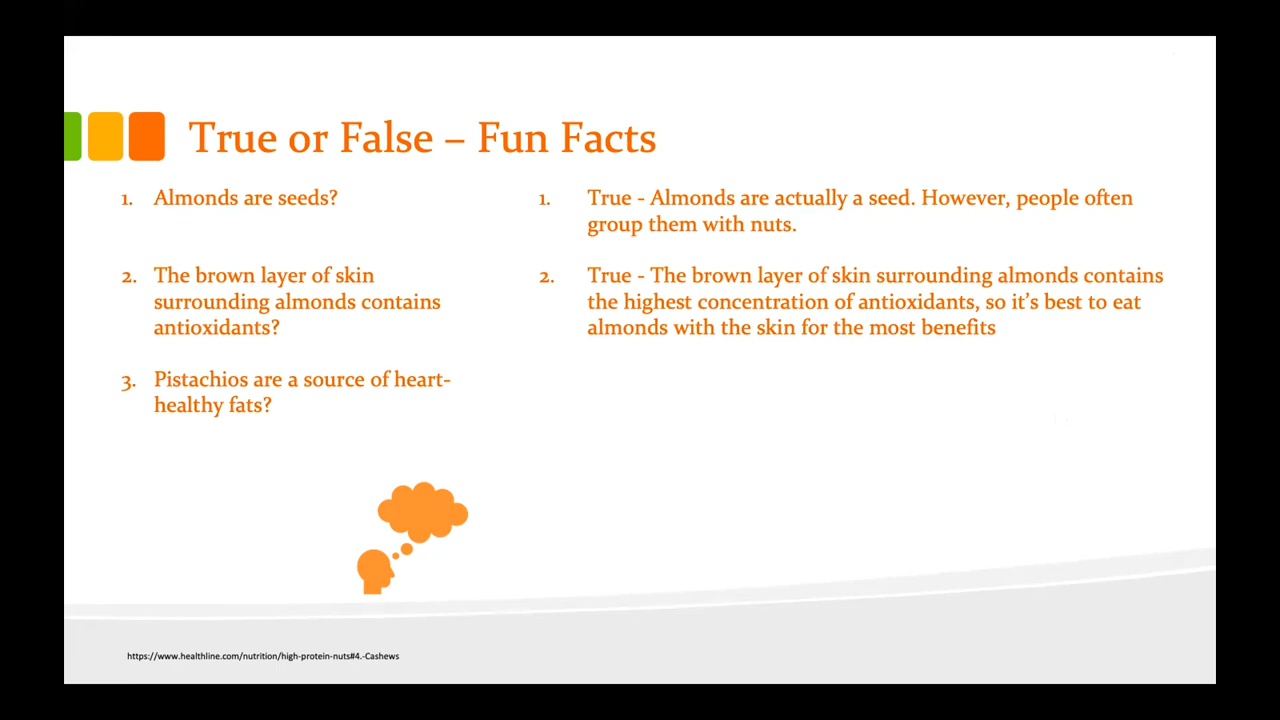 True or False – Fun Facts
1. Almonds are seeds?
2. The brown layer of skin
surrounding almonds contains
antioxidants?
3. Pistachios are a source of heart-
healthy fats?
1. True - Almonds are actually a seed. However, people often
group them with nuts.
2. True - The brown layer of skin surrounding almonds contains
the highest concentration of antioxidants, so it’s best to eat
almonds with the skin for the most benefits
https://www.healthline.com/nutrition/high-protein-nuts#4.-Cashews